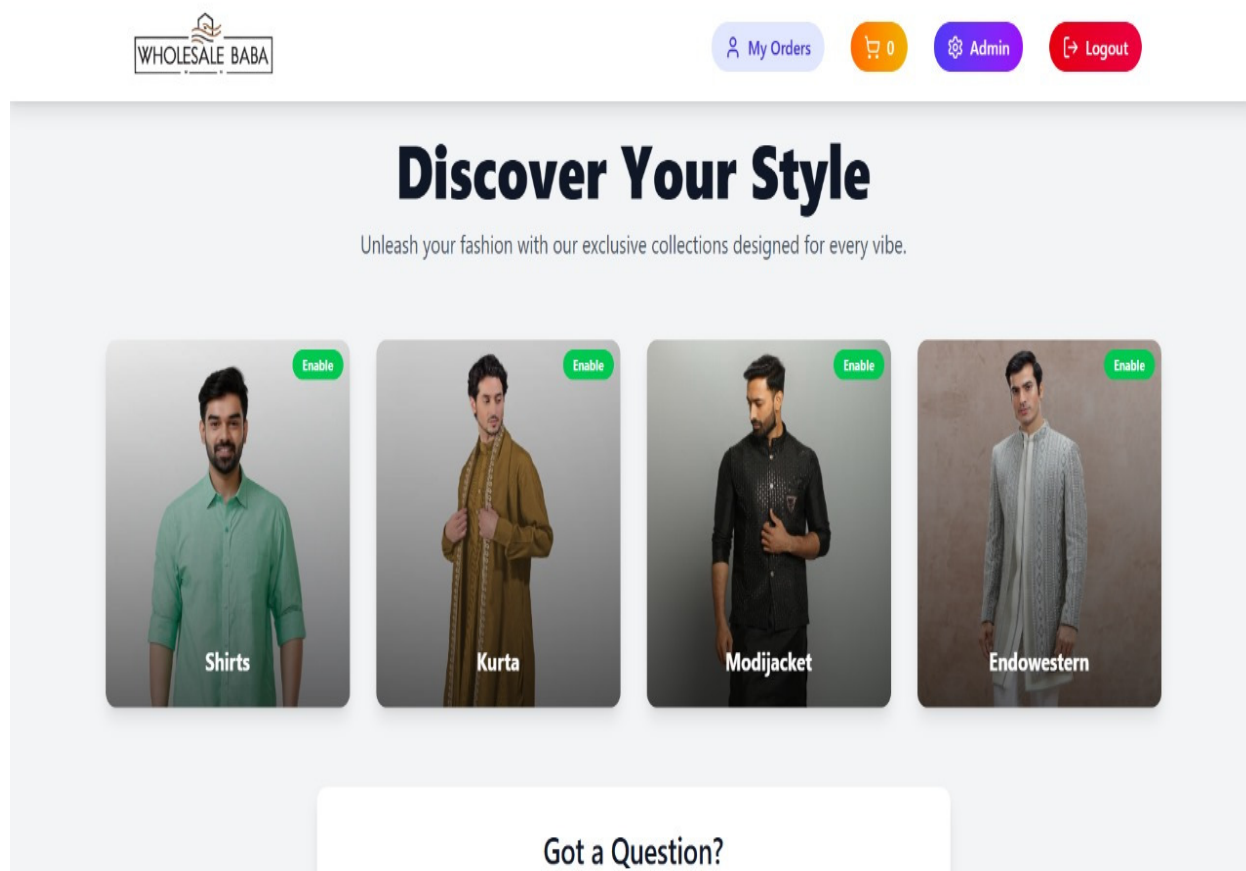 WHOLESALE BABA
My Orders
0
Admin
Logout
Discover Your Style
Unleash your fashion with our exclusive collections designed for every vibe.
Enable
Enable
Enable
Enable
Shirts
Kurta
Modijacket
Endowestern
Got a Question?